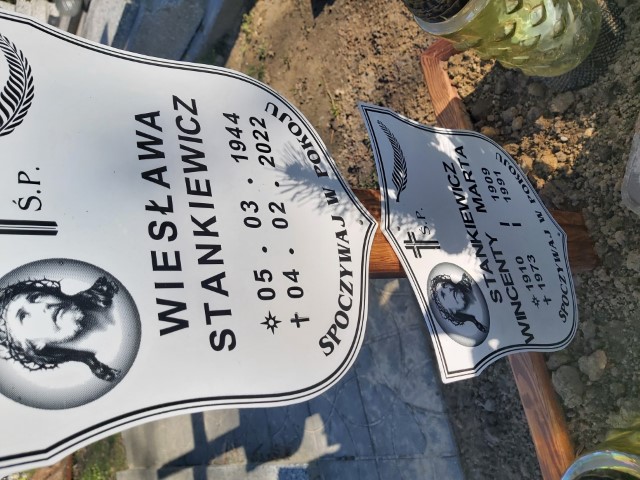 Ś.P.
WIESŁAWA
STANKIEWICZ
05 · 03 · 1944
✝ 04 · 02 · 2022
SPOCZYWAJ W POKOJU
Ś.P.
STANKIEWICZ
WINCENTY I MARTA
1910 1909
✝ 1973 1991
SPOCZYWAJ W POKOJU